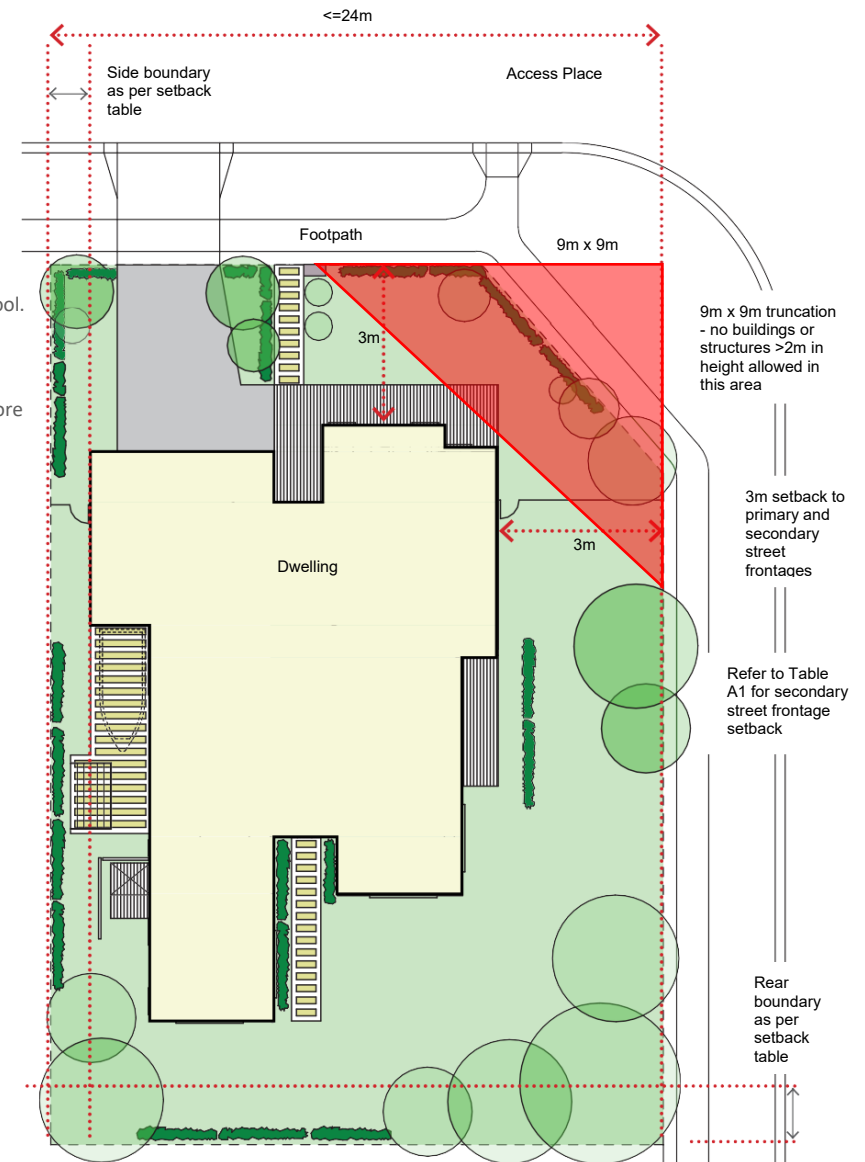 <=24m
Side boundary
as per setback
table
Access Place
Footpath
9m x 9m
ool.
3m
9m x 9m truncation
- no buildings or
structures >2m in
height allowed in
this area
ore
3m setback to
primary and
secondary
street
frontages
3m
Dwelling
Refer to Table
A1 for secondary
street frontage
setback
Rear
boundary
as per
setback
table